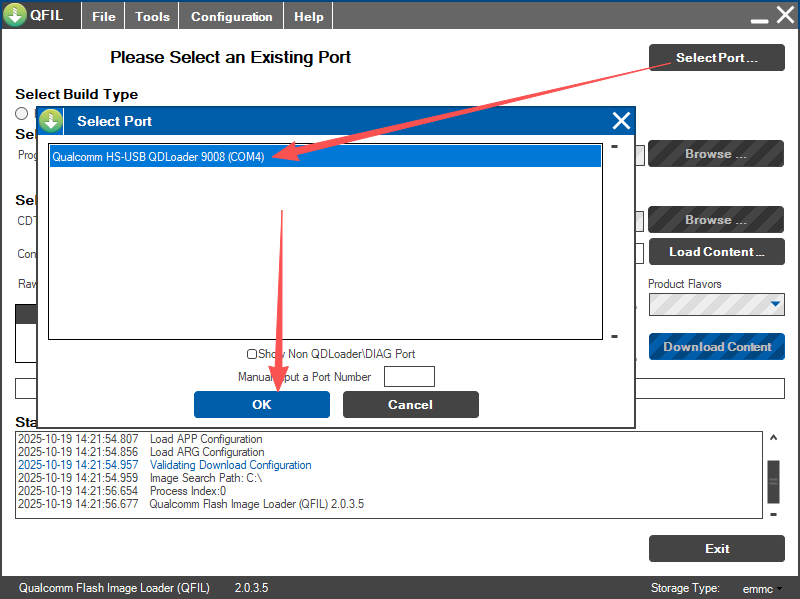 QFIL File Tools Configuration Help
Please Select an Existing Port
Select Port ...
Select Build Type
Select Port
Qualcomm HS-USB QDLoader 9008 (COM4)
Browse ...
Browse ...
CDT
Load Content ...
Raw
Product Flavors
Download Content
Show Non QDLoader\DIAG Port
Manual Input a Port Number
OK Cancel
Sta
2025-10-19 14:21:54.807 Load APP Configuration
2025-10-19 14:21:54.856 Load ARG Configuration
2025-10-19 14:21:54.957 Validating Download Configuration
2025-10-19 14:21:54.959 Image Search Path: C:\
2025-10-19 14:21:56.654 Process Index:0
2025-10-19 14:21:56.677 Qualcomm Flash Image Loader (QFIL) 2.0.3.5
Exit
Qualcomm Flash Image Loader (QFIL) 2.0.3.5 Storage Type: emmc